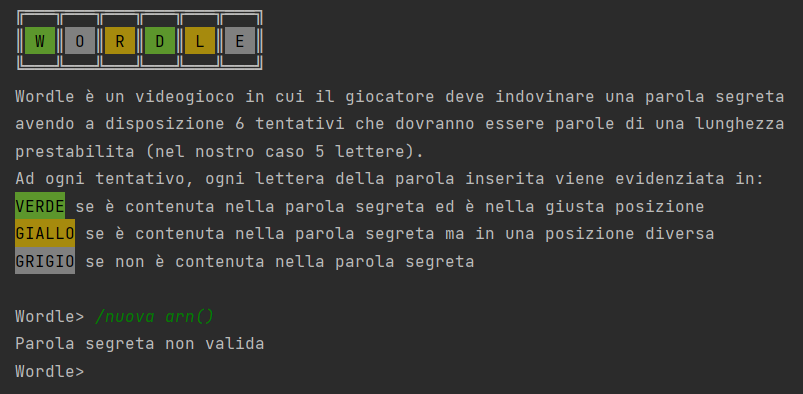 W O R D L E
Wordle è un videogioco in cui il giocatore deve indovinare una parola segreta
avendo a disposizione 6 tentativi che dovranno essere parole di una lunghezza
prestabilita (nel nostro caso 5 lettere).
Ad ogni tentativo, ogni lettera della parola inserita viene evidenziata in:
VERDE se è contenuta nella parola segreta ed è nella giusta posizione
GIALLO se è contenuta nella parola segreta ma in una posizione diversa
GRIGIO se non è contenuta nella parola segreta
Wordle> /nuova arn()
Parola segreta non valida
Wordle>